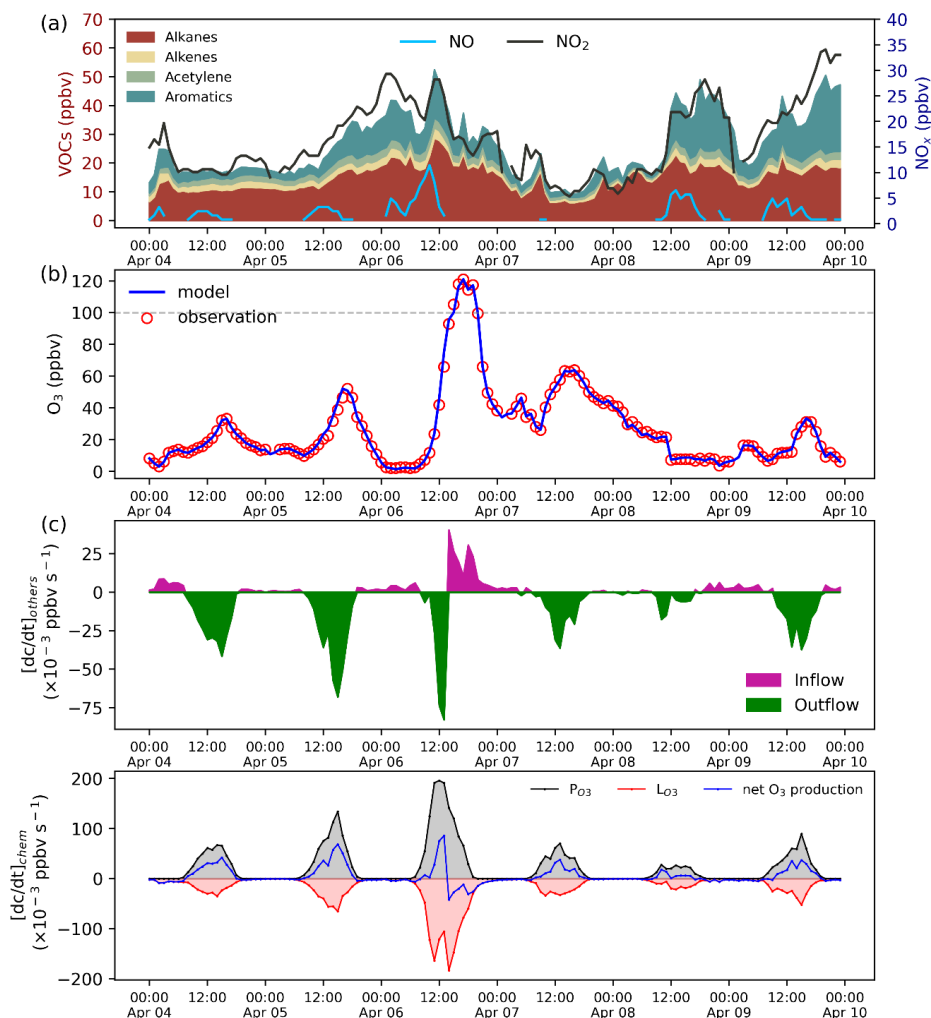 (a)
70
60
50
40
30
20
10
0
VOCs (ppbv)
Alkanes
Alkenes
Acetylene
Aromatics
NO
NO₂
40
35
30
25
20
15
10
5
0
NOₓ (ppbv)
00:00 12:00 00:00 12:00 00:00 12:00 00:00 12:00 00:00 12:00 00:00 12:00 00:00
Apr 04 Apr 05 Apr 06 Apr 07 Apr 08 Apr 09 Apr 10
(b)
120
100
80
60
40
20
0
O₃ (ppbv)
model
observation
00:00 12:00 00:00 12:00 00:00 12:00 00:00 12:00 00:00 12:00 00:00 12:00 00:00
Apr 04 Apr 05 Apr 06 Apr 07 Apr 08 Apr 09 Apr 10
(c)
25
0
−25
−50
−75
[dc/dt]others
(×10⁻³ ppbv s⁻¹)
Inflow
Outflow
00:00 12:00 00:00 12:00 00:00 12:00 00:00 12:00 00:00 12:00 00:00 12:00 00:00
Apr 04 Apr 05 Apr 06 Apr 07 Apr 08 Apr 09 Apr 10
200
100
0
−100
−200
[dc/dt]chem
(×10⁻³ ppbv s⁻¹)
P_O3
L_O3
net O₃ production
00:00 12:00 00:00 12:00 00:00 12:00 00:00 12:00 00:00 12:00 00:00 12:00 00:00
Apr 04 Apr 05 Apr 06 Apr 07 Apr 08 Apr 09 Apr 10